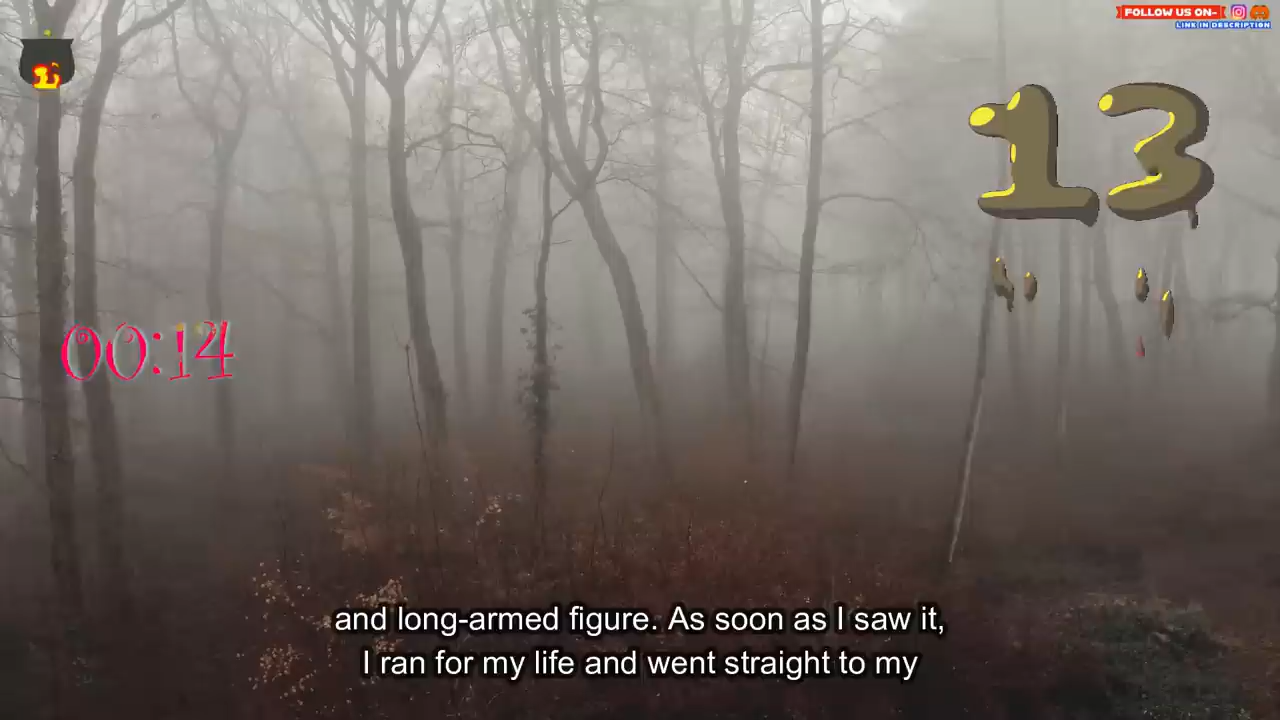 FOLLOW US ON-
LINK IN DESCRIPTION
13
00:14
and long-armed figure. As soon as I saw it,
I ran for my life and went straight to my